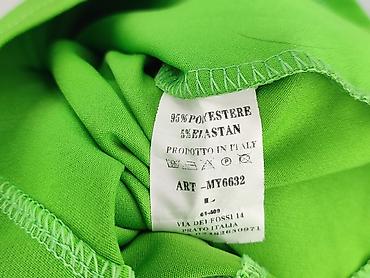 95% POLIESTERE
5% ELASTAN
PRODOTTO IN ITALY
ART -MY6632
VIA DEI FOSSI 14
PRATO ITALIA